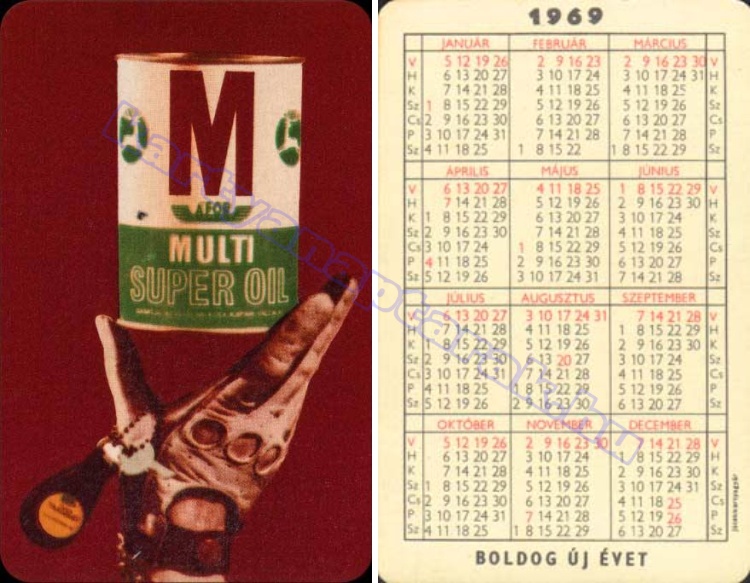 M
AFOR
MULTI
SUPER OIL
kartyanaptarak.hu
1969
JANUÁR FEBRUÁR MÁRCIUS
V 5 12 19 26 2 9 16 23 2 9 16 23 30 V
H 6 13 20 27 3 10 17 24 3 10 17 24 31 H
K 7 14 21 28 4 11 18 25 4 11 18 25 K
Sz 1 8 15 22 29 5 12 19 26 5 12 19 26 Sz
Cs 2 9 16 23 30 6 13 20 27 6 13 20 27 Cs
P 3 10 17 24 31 7 14 21 28 7 14 21 28 P
Sz 4 11 18 25 1 8 15 22 1 8 15 22 29 Sz
ÁPRILIS MÁJUS JÚNIUS
V 6 13 20 27 4 11 18 25 1 8 15 22 29 V
H 7 14 21 28 5 12 19 26 2 9 16 23 30 H
K 1 8 15 22 29 6 13 20 27 3 10 17 24 K
Sz 2 9 16 23 30 7 14 21 28 4 11 18 25 Sz
Cs 3 10 17 24 1 8 15 22 29 5 12 19 26 Cs
P 4 11 18 25 2 9 16 23 30 6 13 20 27 P
Sz 5 12 19 26 3 10 17 24 31 7 14 21 28 Sz
JÚLIUS AUGUSZTUS SZEPTEMBER
V 6 13 20 27 3 10 17 24 31 7 14 21 28 V
H 7 14 21 28 4 11 18 25 1 8 15 22 29 H
K 1 8 15 22 29 5 12 19 26 2 9 16 23 30 K
Sz 2 9 16 23 30 6 13 20 27 3 10 17 24 Sz
Cs 3 10 17 24 31 7 14 21 28 4 11 18 25 Cs
P 4 11 18 25 1 8 15 22 29 5 12 19 26 P
Sz 5 12 19 26 2 9 16 23 30 6 13 20 27 Sz
OKTÓBER NOVEMBER DECEMBER
V 5 12 19 26 2 9 16 23 30 7 14 21 28 V
H 6 13 20 27 3 10 17 24 1 8 15 22 29 H
K 7 14 21 28 4 11 18 25 2 9 16 23 30 K
Sz 1 8 15 22 29 5 12 19 26 3 10 17 24 31 Sz
Cs 2 9 16 23 30 6 13 20 27 4 11 18 25 Cs
P 3 10 17 24 31 7 14 21 28 5 12 19 26 P
Sz 4 11 18 25 1 8 15 22 29 6 13 20 27 Sz
BOLDOG ÚJ ÉVET